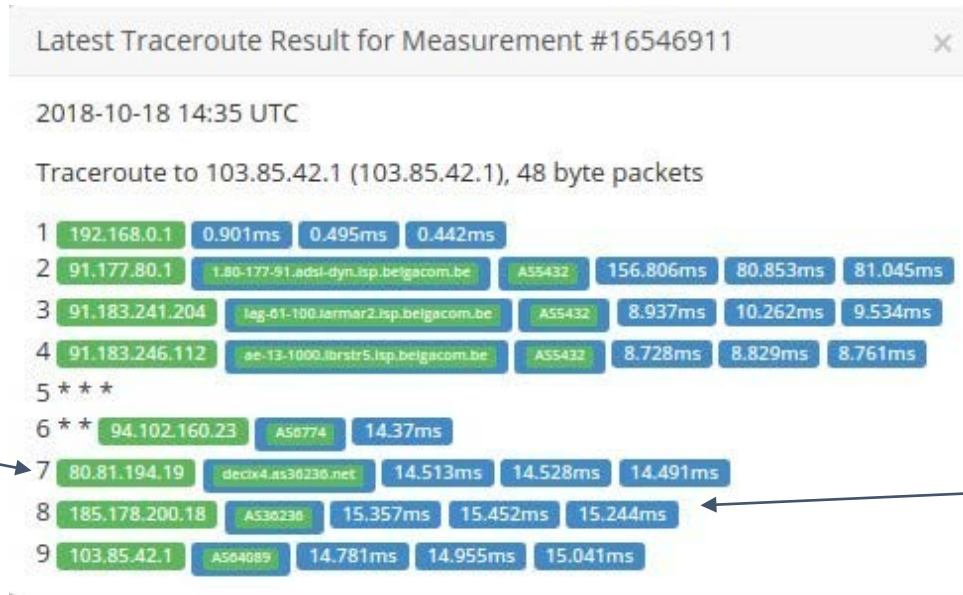 Latest Traceroute Result for Measurement #16546911 ×
2018-10-18 14:35 UTC
Traceroute to 103.85.42.1 (103.85.42.1), 48 byte packets
1 192.168.0.1 0.901ms 0.495ms 0.442ms
2 91.177.80.1 1.80-177-91.adsl-dyn.isp.belgacom.be AS5432 156.806ms 80.853ms 81.045ms
3 91.183.241.204 lag-61-100.iarmar2.isp.belgacom.be AS5432 8.937ms 10.262ms 9.534ms
4 91.183.246.112 ae-13-1000.ibrstr5.isp.belgacom.be AS5432 8.728ms 8.829ms 8.761ms
5 * * *
6 * * 94.102.160.23 AS6774 14.37ms
7 80.81.194.19 decix4.as36236.net 14.513ms 14.528ms 14.491ms
8 185.178.200.18 AS36236 15.357ms 15.452ms 15.244ms
9 103.85.42.1 AS64089 14.781ms 14.955ms 15.041ms